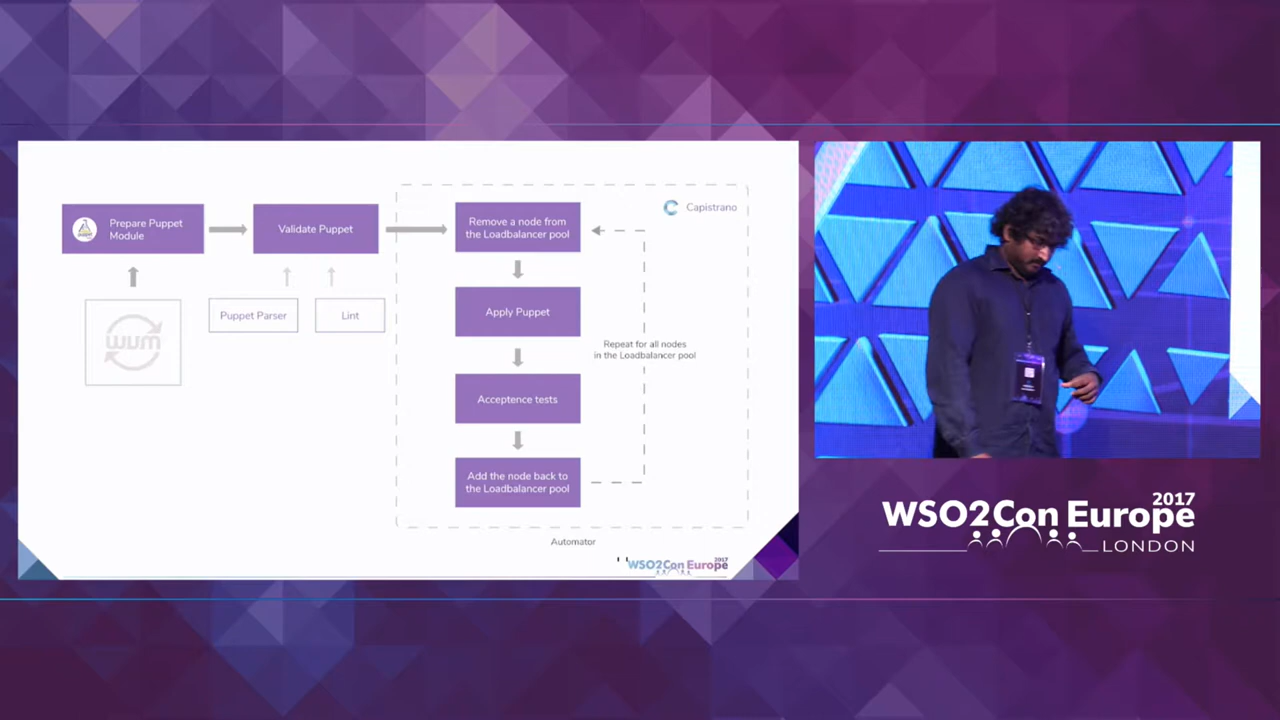 Prepare Puppet
Module
Validate Puppet
Remove a node from
the Loadbalancer pool
Capistrano
WUM
Puppet Parser
Lint
Apply Puppet
Repeat for all nodes
in the Loadbalancer pool
Acceptence tests
Add the node back to
the Loadbalancer pool
Automator
WSO2Con Europe
2017
WSO2Con Europe
2017
LONDON